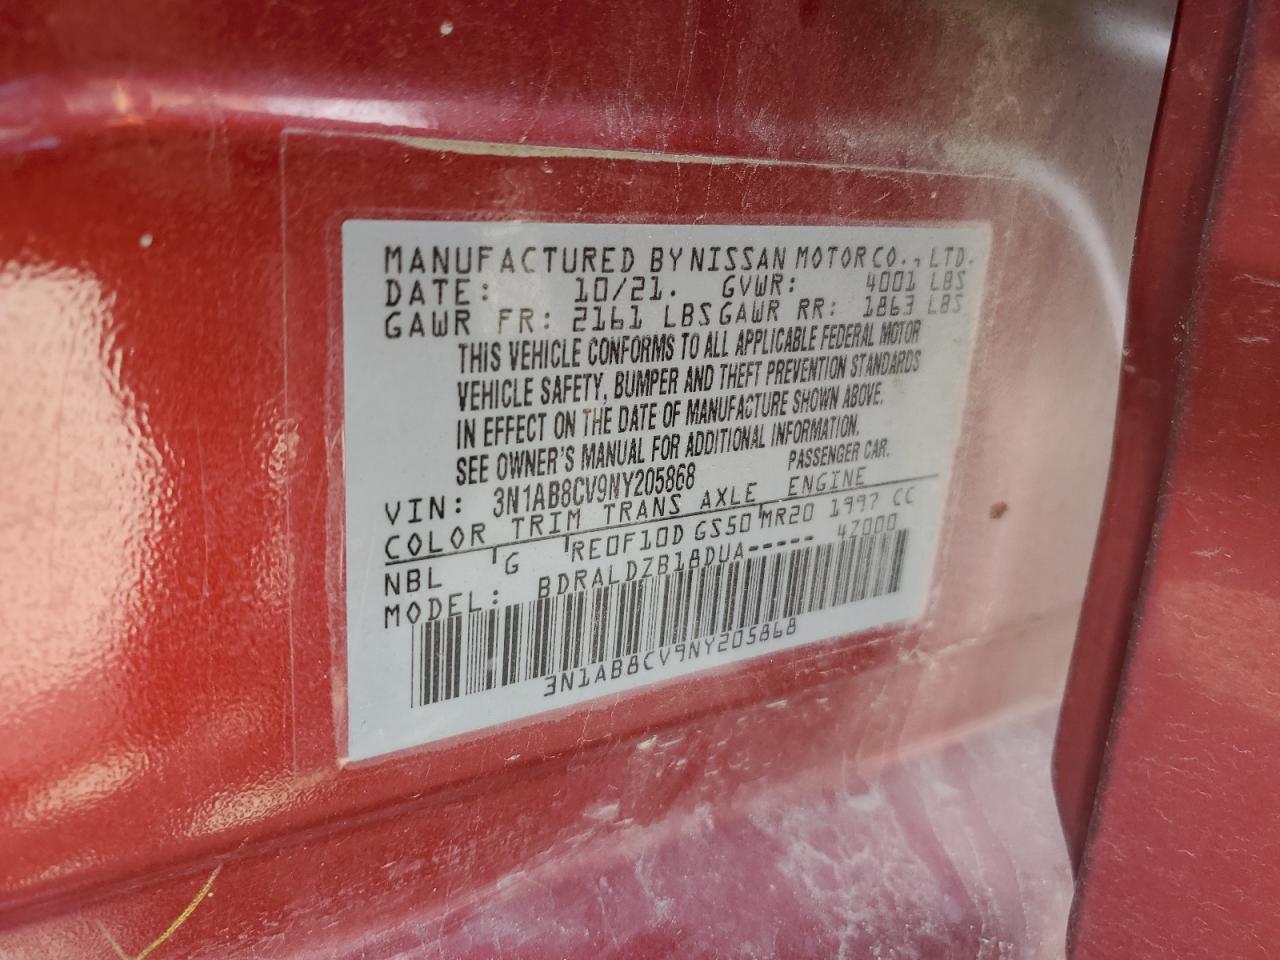 MANUFACTURED BY NISSAN MOTOR CO., LTD.
DATE: 10/21. GVWR: 4001 LBS
GAWR FR: 2161 LBS GAWR RR: 1863 LBS
THIS VEHICLE CONFORMS TO ALL APPLICABLE FEDERAL MOTOR
VEHICLE SAFETY, BUMPER AND THEFT PREVENTION STANDARDS
IN EFFECT ON THE DATE OF MANUFACTURE SHOWN ABOVE.
SEE OWNER'S MANUAL FOR ADDITIONAL INFORMATION.
VIN: 3N1AB8CV9NY205868 PASSENGER CAR.
COLOR TRIM TRANS AXLE ENGINE
NBL G RE0F10D GS50 MR20 1997 CC
MODEL: BDRALDZB18DUA----- 4Z000
3N1AB8CV9NY205868